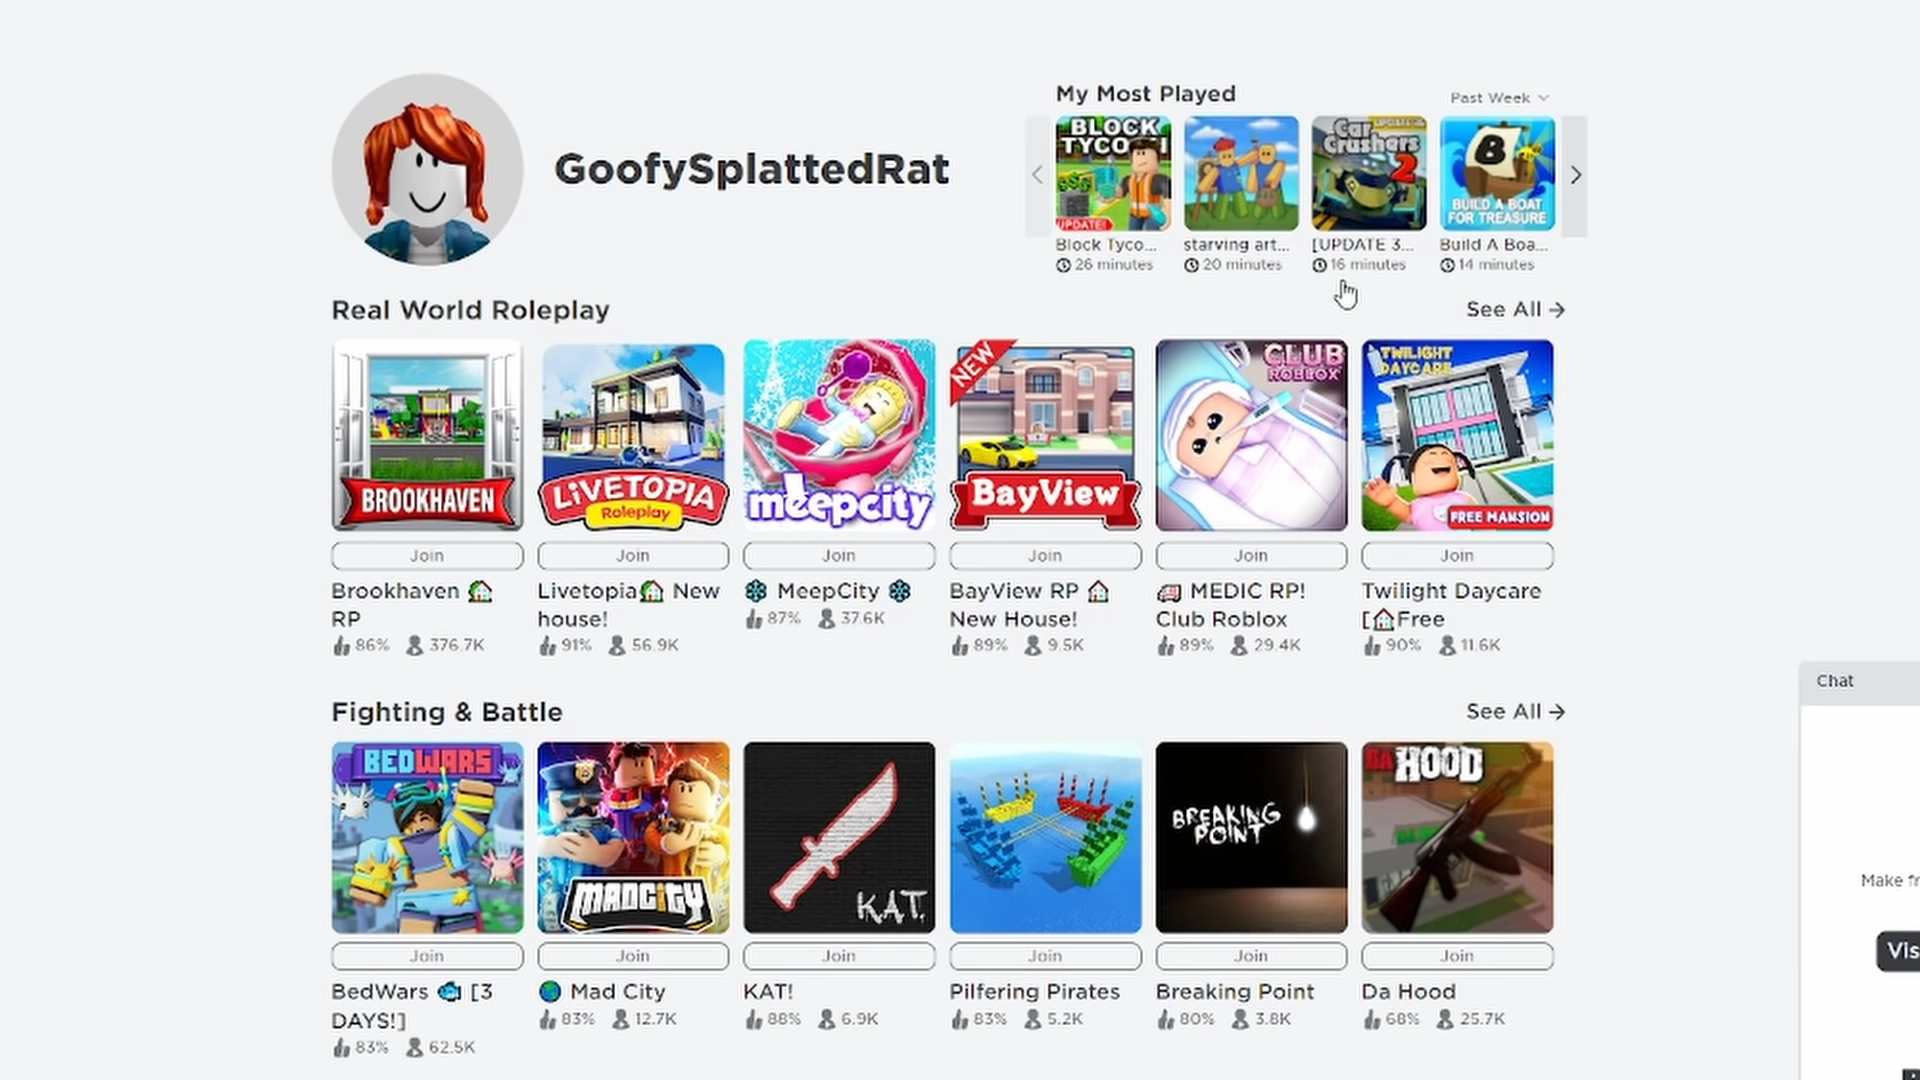 GoofySplattedRat
My Most Played
Past Week
BLOCK
Car
Crushers
2
B
BUILD A BOAT
FOR TREASURE
UPDATE!
Block Tyco...
starving art...
[UPDATE 3...
Build A Boa...
26 minutes
20 minutes
16 minutes
14 minutes
Real World Roleplay
See All →
BROOKHAVEN
LIVETOPIA
Roleplay
meepcity
NEW
BayView
CLUB
ROBLOX
TWILIGHT
DAYCARE
FREE MANSION
Join
Join
Join
Join
Join
Join
Brookhaven 🏡
RP
86% 376.7K
Livetopia🏡 New
house!
91% 56.9K
❄️ MeepCity ❄️
87% 37.6K
BayView RP 🏠
New House!
89% 9.5K
🚑 MEDIC RP!
Club Roblox
89% 29.4K
Twilight Daycare
[🏠Free
90% 11.6K
Fighting & Battle
See All →
BEDWARS
MADCITY
KAT.
BREAKING
POINT
DA HOOD
Join
Join
Join
Join
Join
Join
BedWars 🐟 [3
DAYS!]
83% 62.5K
🌎 Mad City
83% 12.7K
KAT!
88% 6.9K
Pilfering Pirates
83% 5.2K
Breaking Point
80% 3.8K
Da Hood
68% 25.7K
Chat
Make fr
Vis